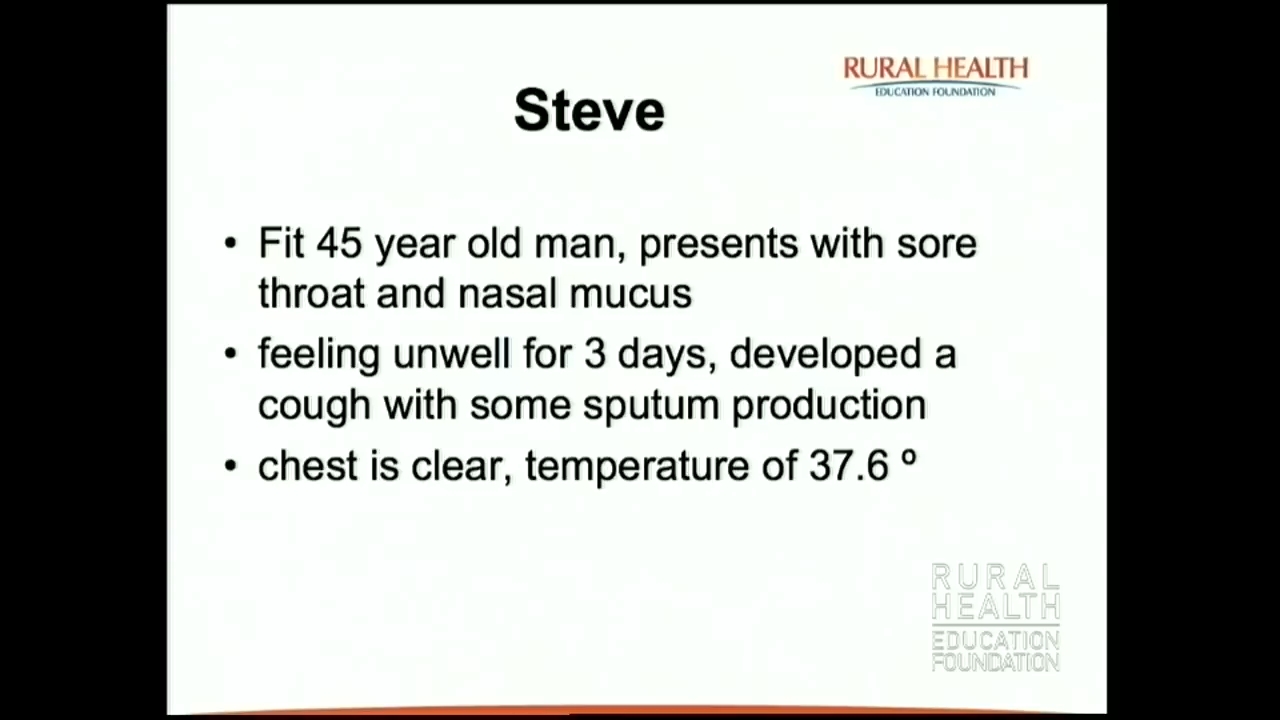 RURAL HEALTH
EDUCATION FOUNDATION
Steve
• Fit 45 year old man, presents with sore
throat and nasal mucus
• feeling unwell for 3 days, developed a
cough with some sputum production
• chest is clear, temperature of 37.6 º
RURAL
HEALTH
EDUCATION
FOUNDATION